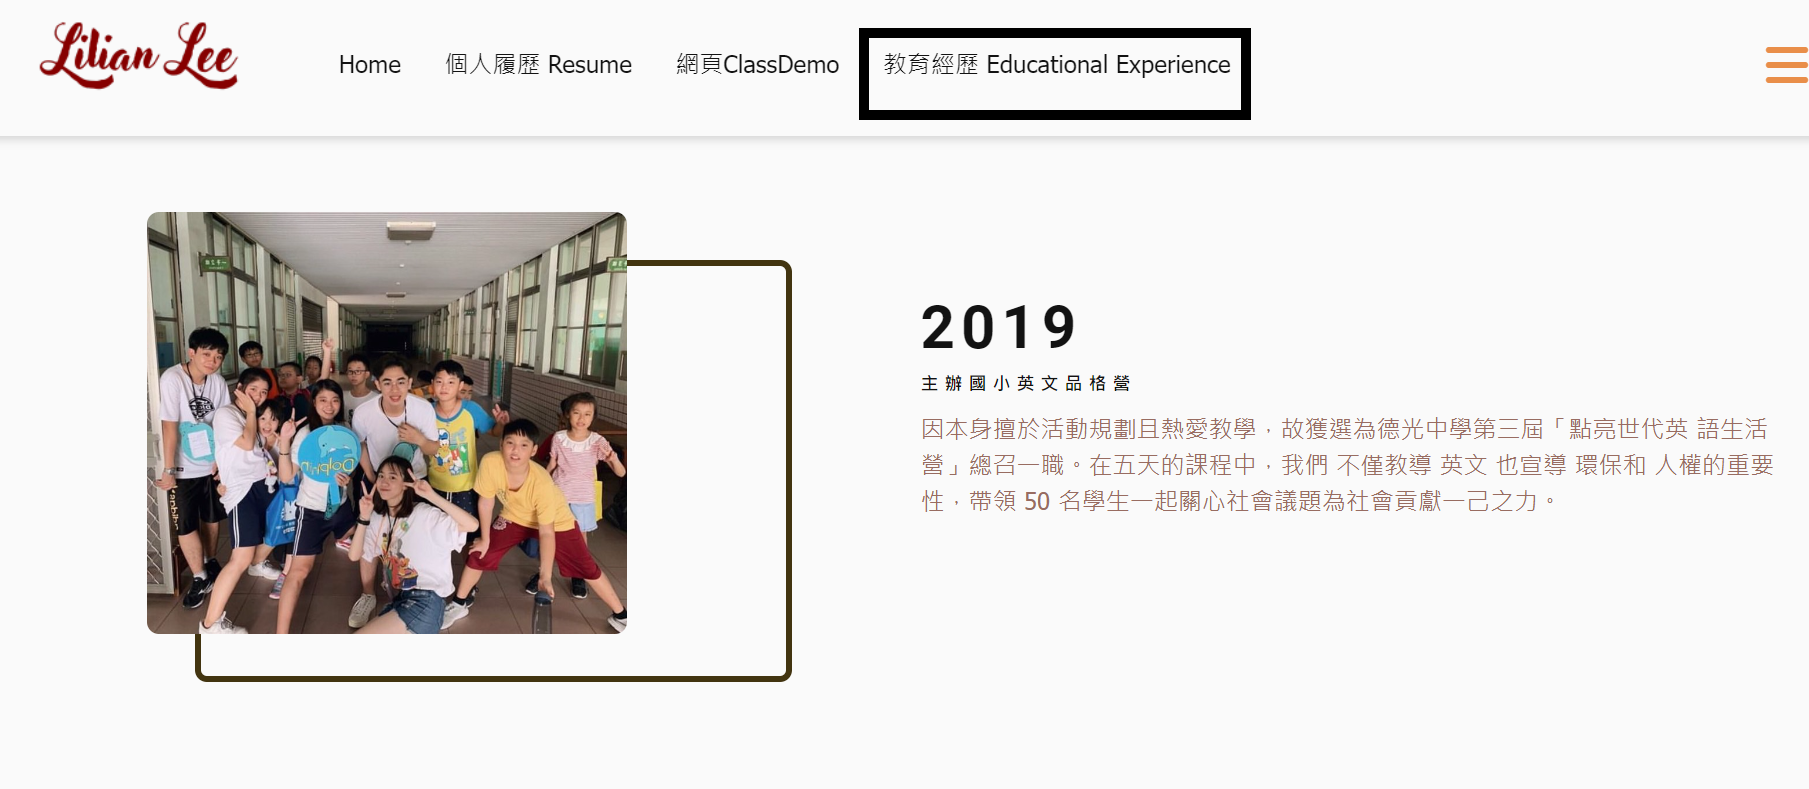 Lilian Lee
Home
個人履歷 Resume
網頁ClassDemo
教育經歷 Educational Experience
Dolphin
2019
主辦國小英文品格營
因本身擅於活動規劃且熱愛教學，故獲選為德光中學第三屆「點亮世代英 語生活
營」總召一職。在五天的課程中，我們 不僅教導 英文 也宣導 環保和 人權的重要
性，帶領 50 名學生一起關心社會議題為社會貢獻一己之力。